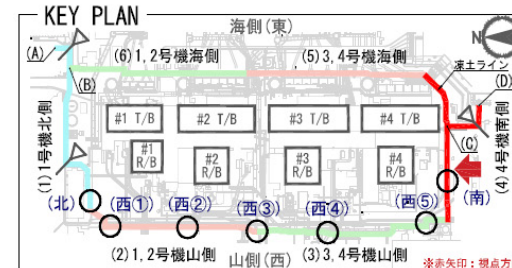 KEY PLAN
海側(東)
N
(A)
(6)1,2号機海側
(5)3,4号機海側
凍土ライン
(D)
(B)
(1)1号機北側
#1 T/B
#2 T/B
#3 T/B
#4 T/B
(C)
(4)4号機南側
#1
R/B
#2
R/B
#3
R/B
#4
R/B
(北)
(西①)
(西②)
(西③)
(西④)
(西⑤)
(南)
(2)1,2号機山側
(3)3,4号機山側
山側(西)
※赤矢印：視点方